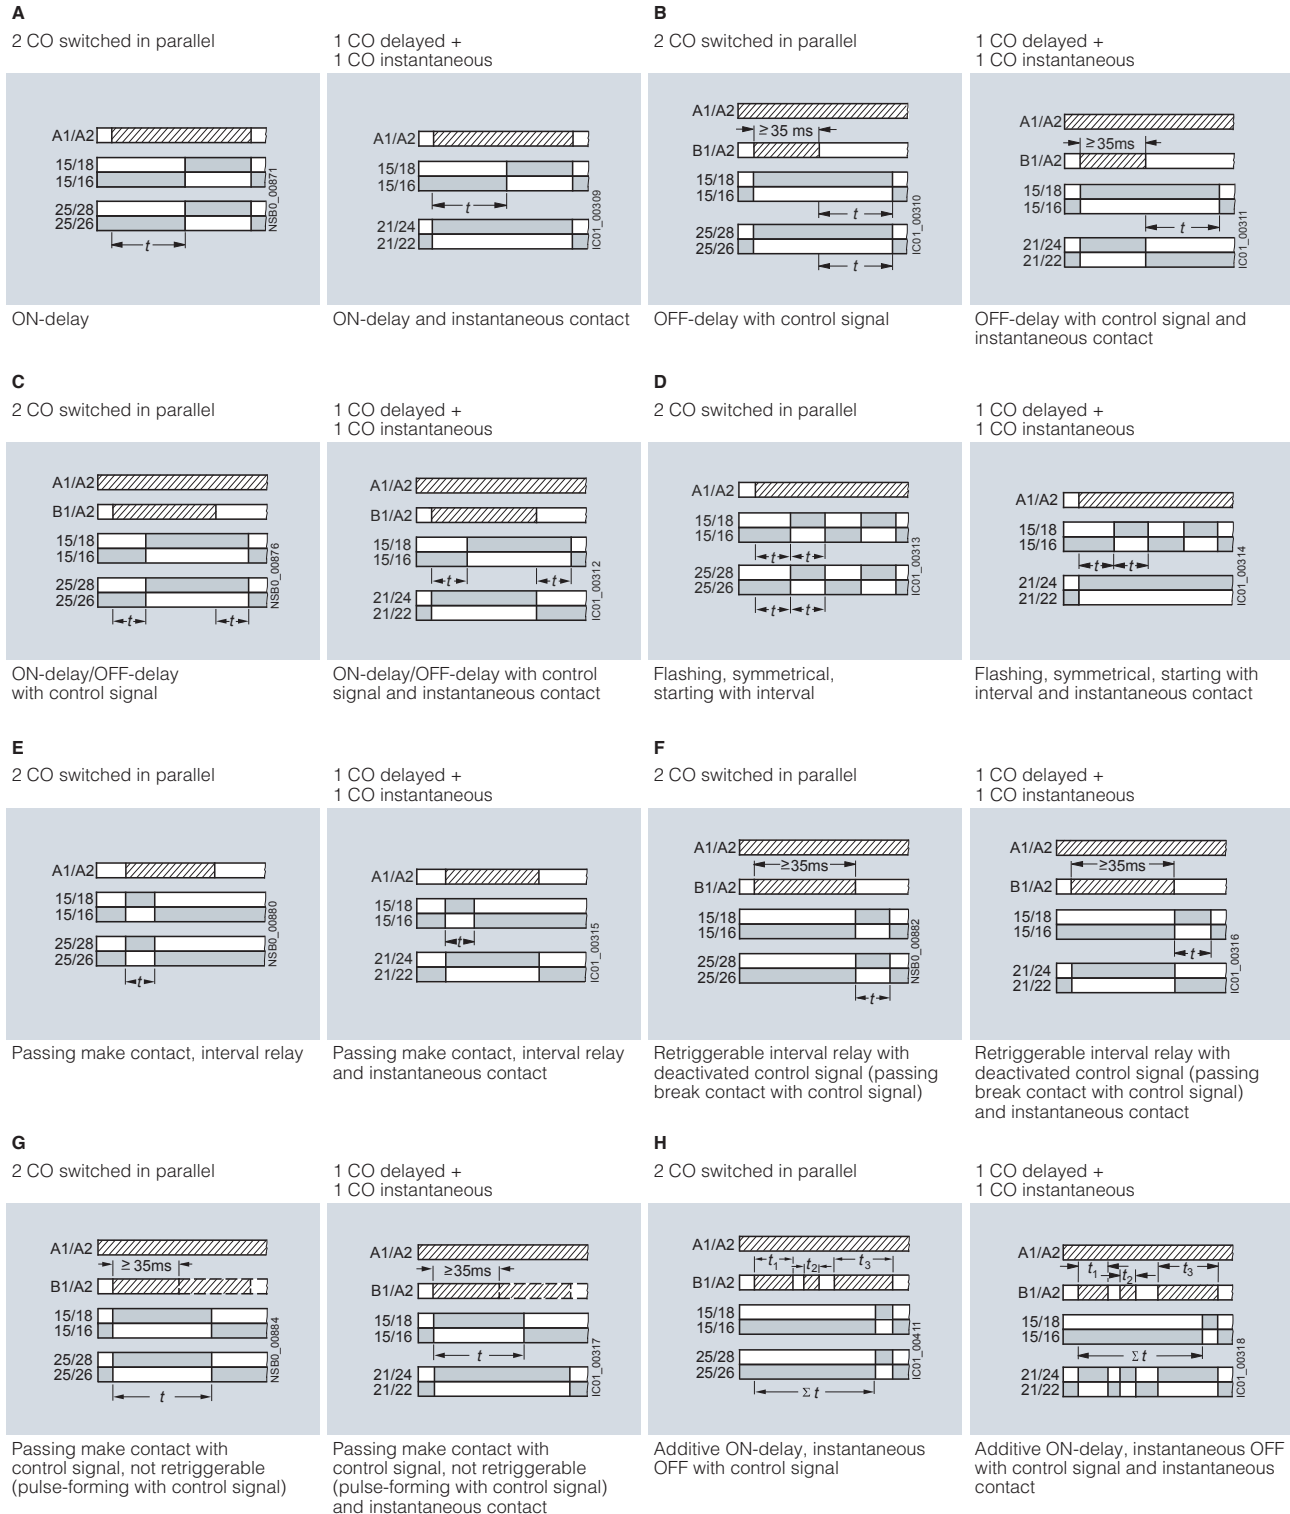 A
2 CO switched in parallel
1 CO delayed +
1 CO instantaneous
A1/A2
15/18
15/16
25/28
25/26
t
NSB0_00871
A1/A2
15/18
15/16
t
21/24
21/22
IC01_00309
ON-delay
ON-delay and instantaneous contact
B
2 CO switched in parallel
1 CO delayed +
1 CO instantaneous
A1/A2
≥35 ms
B1/A2
15/18
15/16
t
25/28
25/26
t
IC01_00310
A1/A2
≥35ms
B1/A2
15/18
15/16
t
21/24
21/22
IC01_00311
OFF-delay with control signal
OFF-delay with control signal and
instantaneous contact
C
2 CO switched in parallel
1 CO delayed +
1 CO instantaneous
A1/A2
B1/A2
15/18
15/16
25/28
25/26
t
t
NSB0_00876
A1/A2
B1/A2
15/18
15/16
t
t
21/24
21/22
IC01_00312
ON-delay/OFF-delay
with control signal
ON-delay/OFF-delay with control
signal and instantaneous contact
D
2 CO switched in parallel
1 CO delayed +
1 CO instantaneous
A1/A2
15/18
15/16
t
t
25/28
25/26
t
t
IC01_00313
A1/A2
15/18
15/16
t
t
21/24
21/22
IC01_00314
Flashing, symmetrical,
starting with interval
Flashing, symmetrical, starting with
interval and instantaneous contact
E
2 CO switched in parallel
1 CO delayed +
1 CO instantaneous
A1/A2
15/18
15/16
25/28
25/26
t
NSB0_00880
A1/A2
15/18
15/16
t
21/24
21/22
IC01_00315
Passing make contact, interval relay
Passing make contact, interval relay
and instantaneous contact
F
2 CO switched in parallel
1 CO delayed +
1 CO instantaneous
A1/A2
≥35ms
B1/A2
15/18
15/16
25/28
25/26
t
NSB0_00882
A1/A2
≥35ms
B1/A2
15/18
15/16
t
21/24
21/22
IC01_00316
Retriggerable interval relay with
deactivated control signal (passing
break contact with control signal)
Retriggerable interval relay with
deactivated control signal (passing
break contact with control signal)
and instantaneous contact
G
2 CO switched in parallel
1 CO delayed +
1 CO instantaneous
A1/A2
≥ 35ms
B1/A2
15/18
15/16
25/28
25/26
t
NSB0_00884
A1/A2
≥35ms
B1/A2
15/18
15/16
t
21/24
21/22
IC01_00317
Passing make contact with
control signal, not retriggerable
(pulse-forming with control signal)
Passing make contact with
control signal, not retriggerable
(pulse-forming with control signal)
and instantaneous contact
H
2 CO switched in parallel
1 CO delayed +
1 CO instantaneous
A1/A2
t1 t2 t3
B1/A2
15/18
15/16
25/28
25/26
Σ t
IC01_00411
A1/A2
t1 t2 t3
B1/A2
15/18
15/16
Σ t
21/24
21/22
IC01_00318
Additive ON-delay, instantaneous
OFF with control signal
Additive ON-delay, instantaneous OFF
with control signal and instantaneous
contact